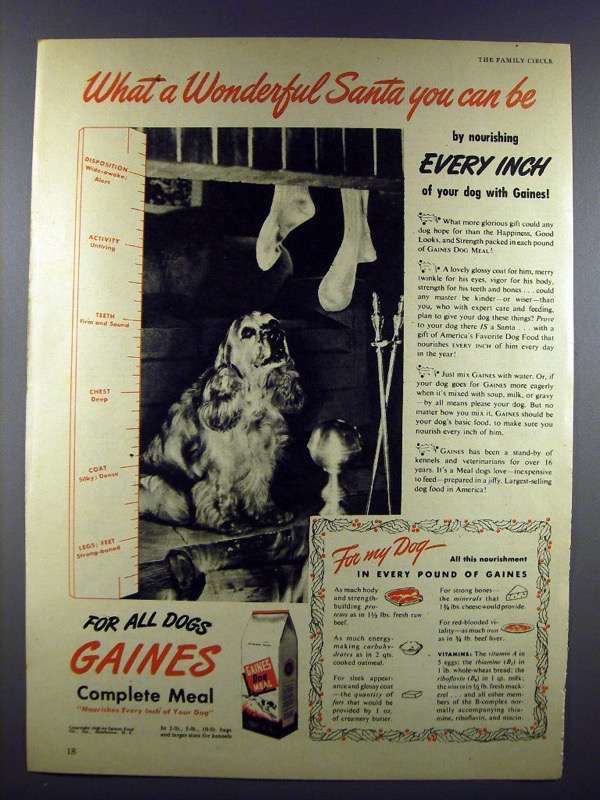 THE FAMILY CIRCLE
What a Wonderful Santa you can be
by nourishing
EVERY INCH
of your dog with Gaines!
DISPOSITION
Wide-awake;
Alert
ACTIVITY
Untiring
TEETH
Firm and Sound
CHEST
Deep
COAT
Silky; Dense
LEGS; FEET
Strong-boned
What more glorious gift could any
dog hope for than the Happiness, Good
Looks, and Strength packed in each pound
of GAINES DOG MEAL!
A lovely glossy coat for him, merry
twinkle for his eyes, vigor for his body,
strength for his teeth and bones . . . could
any master be kinder—or wiser—than
you, who with expert care and feeding,
plan to give your dog these things? Prove
to your dog there IS a Santa . . . with a
gift of America's Favorite Dog Food that
nourishes EVERY INCH of him every day
in the year!
Just mix GAINES with water. Or, if
your dog goes for GAINES more eagerly
when it's mixed with soup, milk, or gravy
—by all means please your dog. But no
matter how you mix it, GAINES should be
your dog's basic food, to make sure you
nourish every inch of him.
GAINES has been a stand-by of
kennels and veterinarians for over 16
years. It's a Meal dogs love—inexpensive
to feed—prepared in a jiffy. Largest-selling
dog food in America!
For my Dog—
All this nourishment
IN EVERY POUND OF GAINES
As much body
and strength-
building pro-
teins as in 1⅓ lbs. fresh raw
beef.
As much energy-
making carbohy-
drates as in 2 qts.
cooked oatmeal.
For sleek appear-
ance and glossy coat
—the quantity of
fats that would be
provided by 1 oz.
of creamery butter.
For strong bones—
the minerals that
1¾ lbs. cheese would provide.
For red-blooded vi-
tality—as much iron
as in ¾ lb. beef liver.
VITAMINS: The vitamin A in
5 eggs; the thiamine (B₁) in
1 lb. whole-wheat bread; the
riboflavin (B₂) in 1 qt. milk;
the niacin in ½ lb. fresh mack-
erel . . . and all other mem-
bers of the B-complex nor-
mally accompanying thia-
mine, riboflavin, and niacin.
FOR ALL DOGS
GAINES
Complete Meal
"Nourishes Every Inch of Your Dog"
GAINES
DOG
MEAL
In 2-lb., 5-lb., 10-lb. bags
and larger sizes for kennels
18